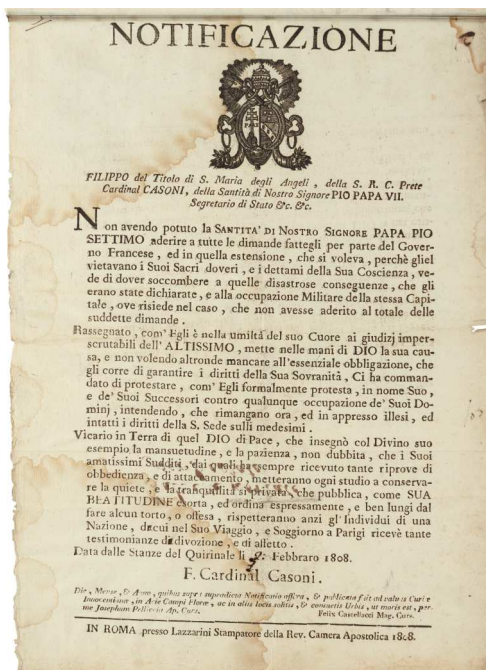 NOTIFICAZIONE
FILIPPO del Titolo di S. Maria degli Angeli, della S. R. C. Prete
Cardinal CASONI, della Santità di Nostro Signore PIO PAPA VII.
Segretario di Stato &c. &c.
Non avendo potuto la SANTITA' DI NOSTRO SIGNORE PAPA PIO
SETTIMO aderire a tutte le dimande fattegli per parte del Gover-
no Francese, ed in quella estensione, che si voleva, perchè gliel
vietavano i Suoi sacri doveri, e i dettami della Sua Coscienza, ve-
de di dover soccombere a quelle disastrose conseguenze, che gli
erano state dichiarate, e alla occupazione Militare della stessa Capi-
tale, ove risiede nel caso, che non avesse aderito al totale delle
suddette dimande.
Rassegnato, com' Egli è nella umiltà del suo Cuore ai giudizj imper-
scrutabili dell' ALTISSIMO, mette nelle mani di DIO la sua cau-
sa, e non volendo altronde mancare all'essenziale obbligazione, che
gli corre di garantire i diritti della Sua Sovranità, Ci ha comman-
dato di protestare, com' Egli formalmente protesta, in nome Suo,
e de' Suoi Successori contro qualunque occupazione de' Suoi Do-
minj, intendendo, che rimangano ora, ed in appresso illesi, ed
intatti i diritti della S. Sede sulli medesimi.
Vicario in Terra di quel DIO di Pace, che insegnò col Divino suo
esempio la mansuetudine, e la pazienza, non dubbita, che i Suoi
amatissimi Sudditi, dai quali ha sempre ricevuto tante riprove di
obbedienza, e di attaccamento, metteranno ogni studio a conserva-
re la quiete, e la tranquillità sì privata, che pubblica, come SUA
BEATITUDINE esorta, ed ordina espressamente, e ben lungi dal
fare alcun torto, o offesa, rispetteranno anzi gl' Individui di una
Nazione, da cui nel Suo Viaggio, e Soggiorno a Parigi ricevè tante
testimonianze di divozione, e di affetto.
Data dalle Stanze del Quirinale li 2. Febbraro 1808.
F. Cardinal Casoni.
Die, Mense, & Anno, quibus supra supradicta Notificatio affixa, & publicata fuit ad valvas Curiæ
Innocentinæ, in Acie Campi Floræ, ac in aliis locis solitis, & consuetis Urbis, ut moris est, per
me Josephum Pelliccia Ap. Curs.
Felix Castellacci Mag. Curs.
IN ROMA presso Lazzarini Stampatore della Rev. Camera Apostolica 1808.